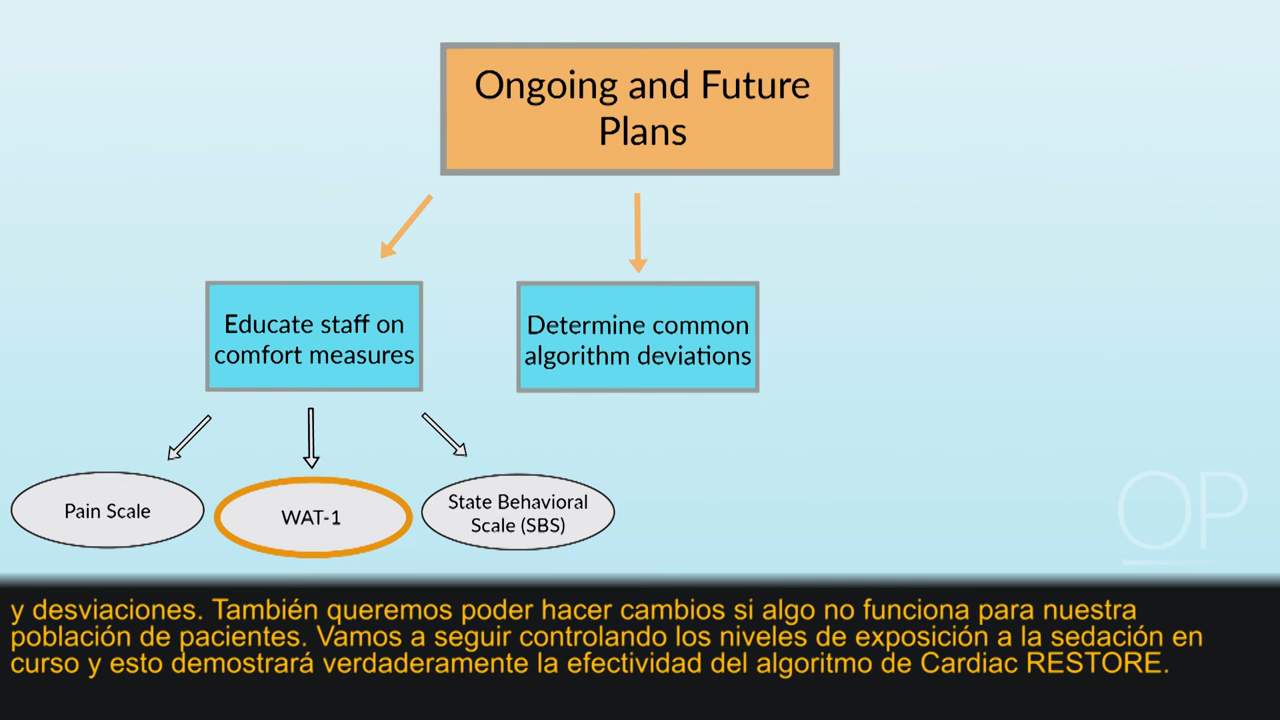 Ongoing and Future
Plans
Educate staff on
comfort measures
Determine common
algorithm deviations
Pain Scale
WAT-1
State Behavioral
Scale (SBS)
OP
y desviaciones. También queremos poder hacer cambios si algo no funciona para nuestra
población de pacientes. Vamos a seguir controlando los niveles de exposición a la sedación en
curso y esto demostrará verdaderamente la efectividad del algoritmo de Cardiac RESTORE.